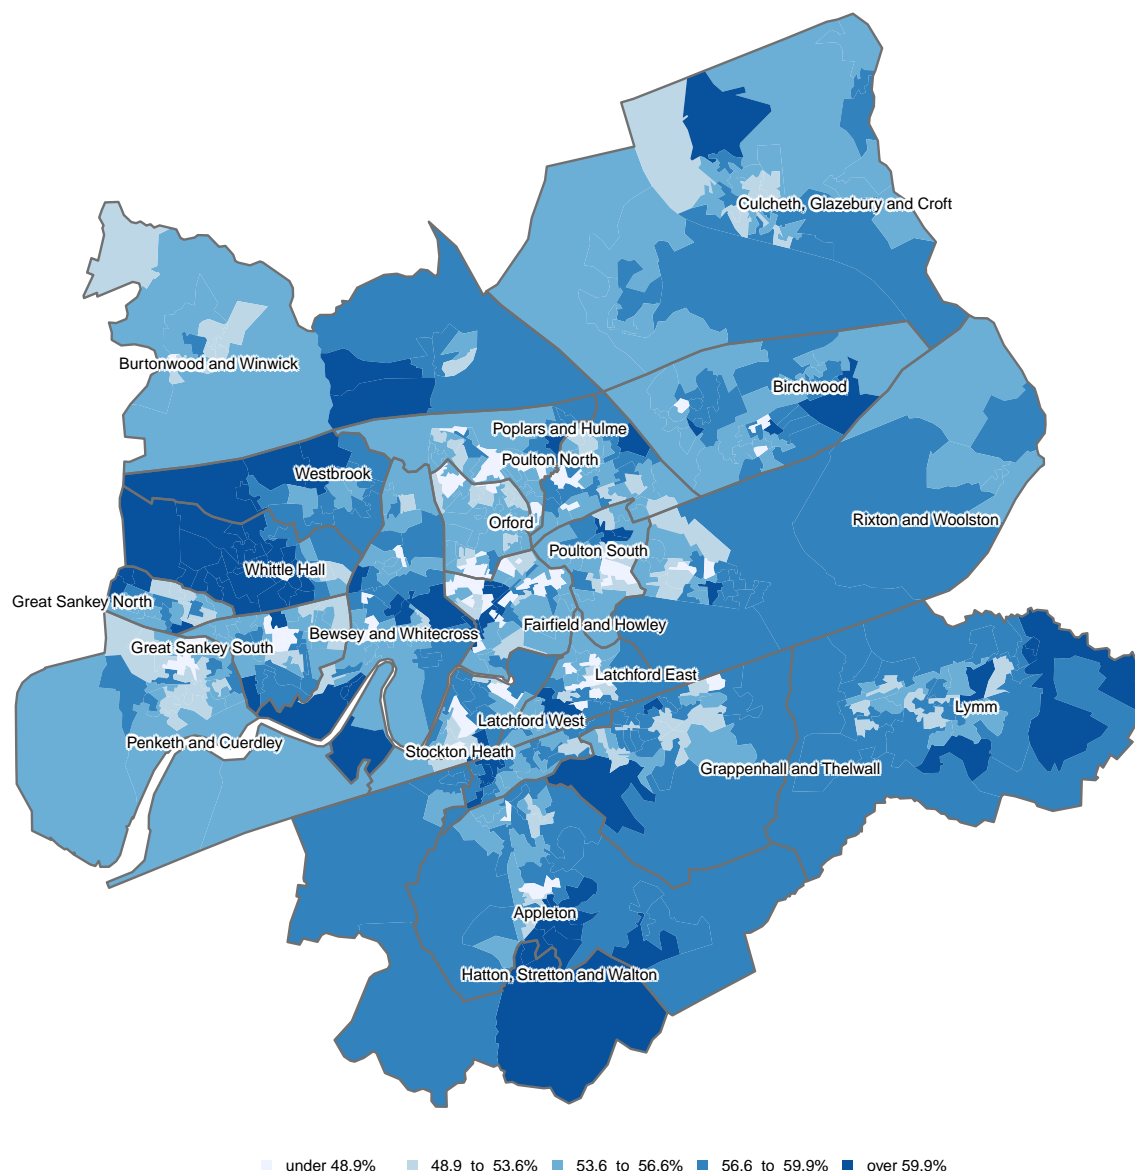 Culcheth, Glazebury and Croft
Burtonwood and Winwick
Birchwood
Poplars and Hulme
Poulton North
Westbrook
Orford
Rixton and Woolston
Poulton South
Whittle Hall
Great Sankey North
Fairfield and Howley
Bewsey and Whitecross
Great Sankey South
Latchford East
Lymm
Latchford West
Penketh and Cuerdley
Stockton Heath
Grappenhall and Thelwall
Appleton
Hatton, Stretton and Walton
under 48.9% 48.9 to 53.6% 53.6 to 56.6% 56.6 to 59.9% over 59.9%